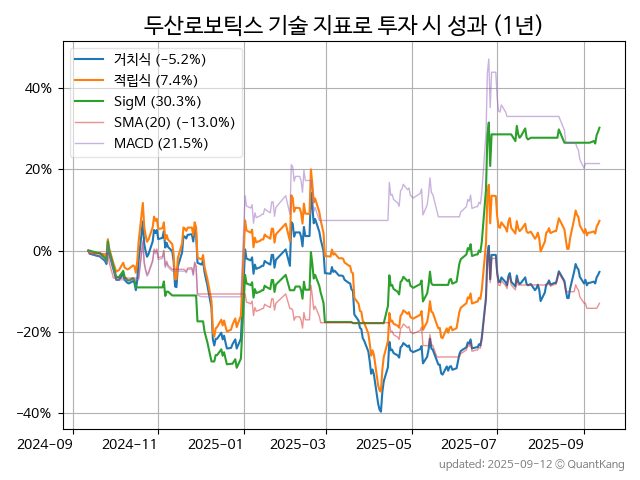 두산로보틱스 기술 지표로 투자 시 성과 (1년)
거치식 (−5.2%)
적립식 (7.4%)
SigM (30.3%)
SMA(20) (−13.0%)
MACD (21.5%)
40%
20%
0%
−20%
−40%
2024-09 2024-11 2025-01 2025-03 2025-05 2025-07 2025-09
updated: 2025-09-12 © QuantKang